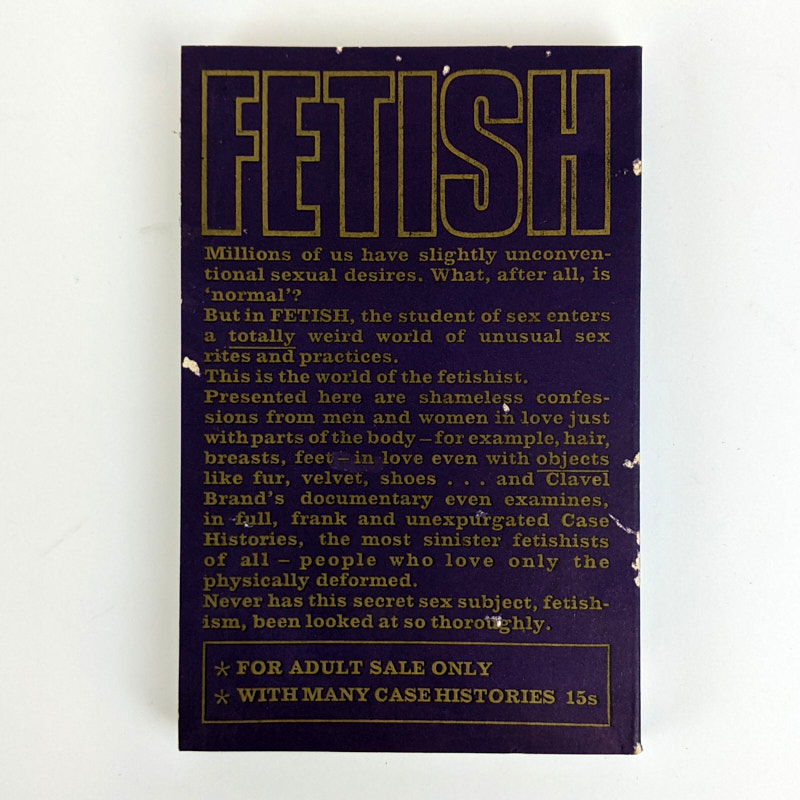 FETISH
Millions of us have slightly unconven-
tional sexual desires. What, after all, is
‘normal’?
But in FETISH, the student of sex enters
a totally weird world of unusual sex
rites and practices.
This is the world of the fetishist.
Presented here are shameless confes-
sions from men and women in love just
with parts of the body – for example, hair,
breasts, feet – in love even with objects
like fur, velvet, shoes . . . and Clavel
Brand's documentary even examines,
in full, frank and unexpurgated Case
Histories, the most sinister fetishists
of all – people who love only the
physically deformed.
Never has this secret sex subject, fetish-
ism, been looked at so thoroughly.
* FOR ADULT SALE ONLY
* WITH MANY CASE HISTORIES 15s